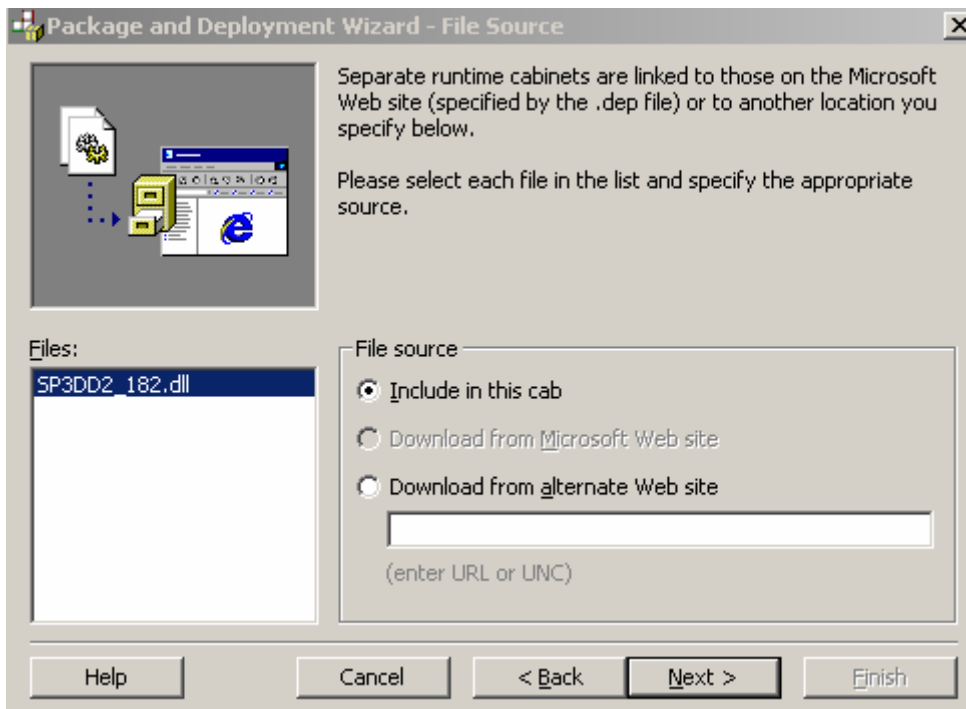 Package and Deployment Wizard - File Source
Separate runtime cabinets are linked to those on the Microsoft
Web site (specified by the .dep file) or to another location you
specify below.
Please select each file in the list and specify the appropriate
source.
Files:
SP3DD2_182.dll
File source
Include in this cab
Download from Microsoft Web site
Download from alternate Web site
(enter URL or UNC)
Help
Cancel
< Back
Next >
Finish